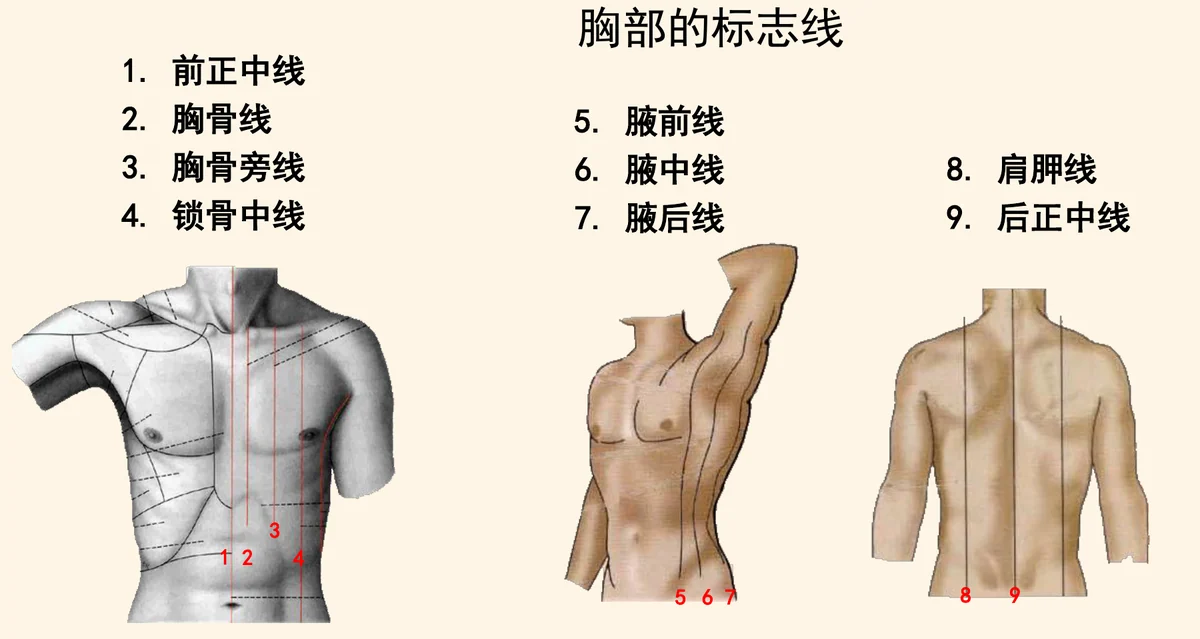 胸部的标志线
1. 前正中线
2. 胸骨线
3. 胸骨旁线
4. 锁骨中线
5. 腋前线
6. 腋中线
7. 腋后线
8. 肩胛线
9. 后正中线
1 2 3 4
5 6 7
8 9